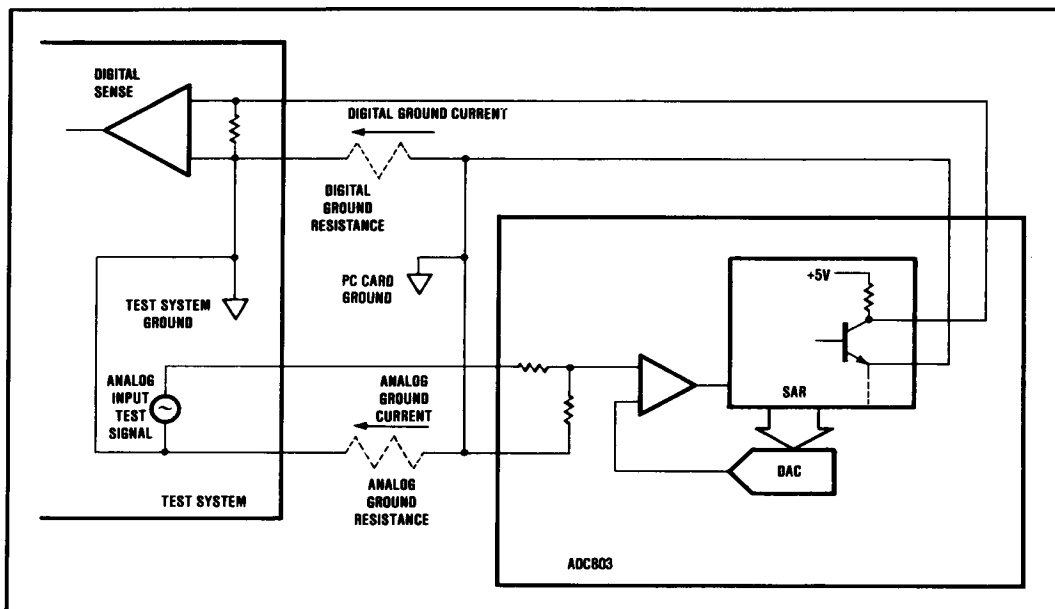 DIGITAL
SENSE
DIGITAL GROUND CURRENT
DIGITAL
GROUND
RESISTANCE
PC CARD
GROUND
TEST SYSTEM
GROUND
+5V
SAR
ANALOG
INPUT
TEST
SIGNAL
ANALOG
GROUND
CURRENT
ANALOG
GROUND
RESISTANCE
DAC
TEST SYSTEM
ADC803